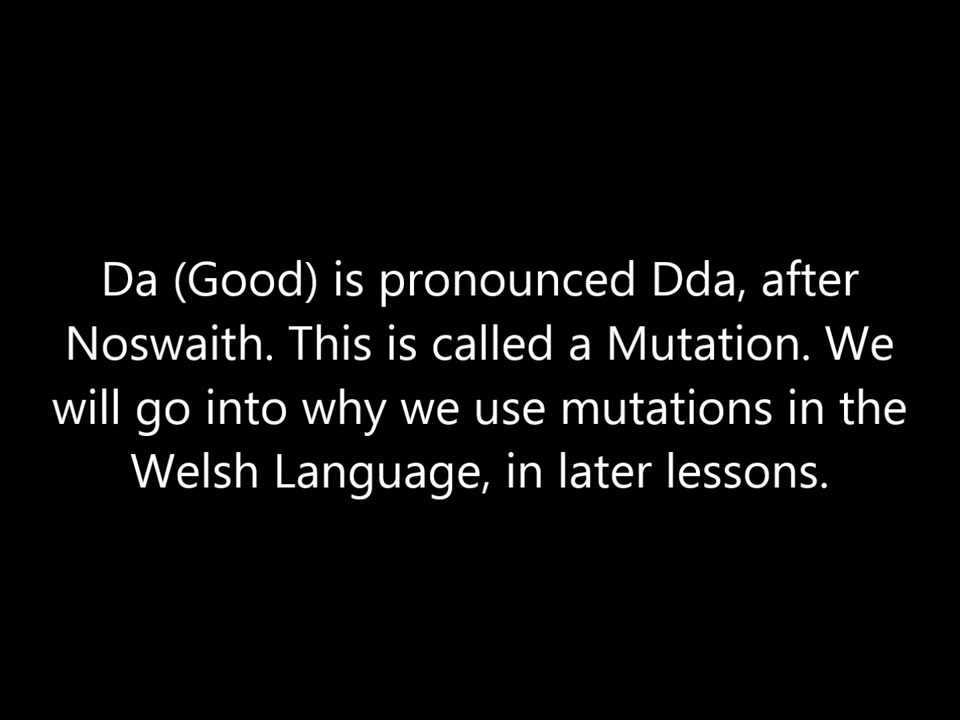 Da (Good) is pronounced Dda, after
Noswaith. This is called a Mutation. We
will go into why we use mutations in the
Welsh Language, in later lessons.